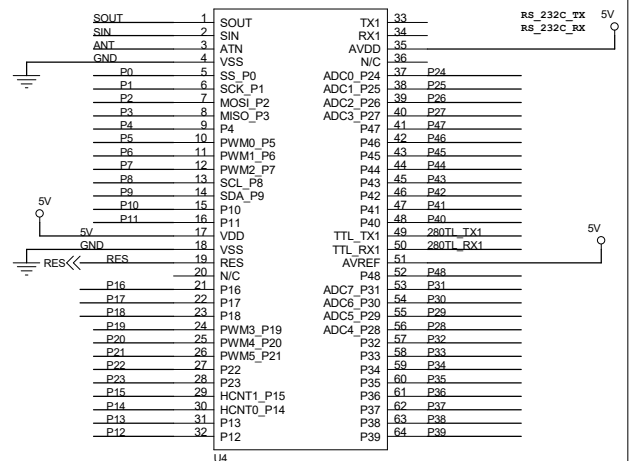 SOUT 1 SOUT TX1 33 RS_232C_TX 5V
SIN 2 SIN RX1 34 RS_232C_RX
ANT 3 ATN AVDD 35
GND 4 VSS N/C 36
P0 5 SS_P0 ADC0_P24 37 P24
P1 6 SCK_P1 ADC1_P25 38 P25
P2 7 MOSI_P2 ADC2_P26 39 P26
P3 8 MISO_P3 ADC3_P27 40 P27
P4 9 P4 P47 41 P47
P5 10 PWM0_P5 P46 42 P46
P6 11 PWM1_P6 P45 43 P45
P7 12 PWM2_P7 P44 44 P44
P8 13 SCL_P8 P43 45 P43
P9 14 SDA_P9 P42 46 P42
P10 15 P10 P41 47 P41
P11 16 P11 P40 48 P40
5V 5V 17 VDD TTL_TX1 49 280TL_TX1 5V
GND 18 VSS TTL_RX1 50 280TL_RX1
RES RES 19 RES AVREF 51
20 N/C P48 52 P48
P16 21 P16 ADC7_P31 53 P31
P17 22 P17 ADC6_P30 54 P30
P18 23 P18 ADC5_P29 55 P29
P19 24 PWM3_P19 ADC4_P28 56 P28
P20 25 PWM4_P20 P32 57 P32
P21 26 PWM5_P21 P33 58 P33
P22 27 P22 P34 59 P34
P23 28 P23 P35 60 P35
P15 29 HCNT1_P15 P36 61 P36
P14 30 HCNT0_P14 P37 62 P37
P13 31 P13 P38 63 P38
P12 32 P12 P39 64 P39
U4